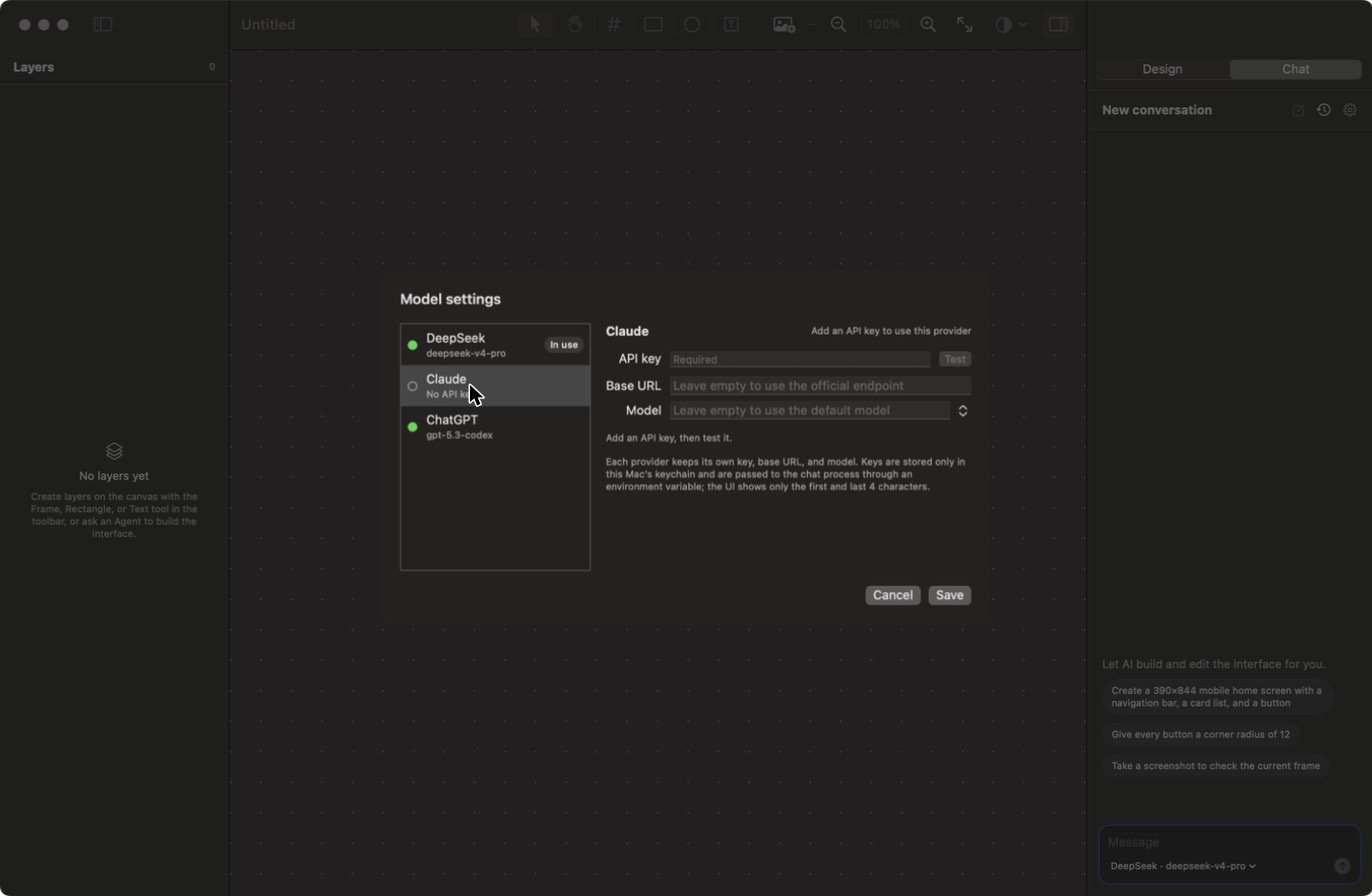 Untitled
100%
Layers
0
Design
Chat
New conversation
Model settings
DeepSeek
deepseek-v4-pro
In use
Claude
No API
ChatGPT
gpt-5.3-codex
Claude
Add an API key to use this provider
API key
Required
Test
Base URL
Leave empty to use the official endpoint
Model
Leave empty to use the default model
Add an API key, then test it.
Each provider keeps its own key, base URL, and model. Keys are stored only in
this Mac's keychain and are passed to the chat process through an
environment variable; the UI shows only the first and last 4 characters.
Cancel
Save
No layers yet
Create layers on the canvas with the
Frame, Rectangle, or Text tool in the
toolbar, or ask an Agent to build the
interface.
Let AI build and edit the interface for you.
Create a 390×844 mobile home screen with a
navigation bar, a card list, and a button
Give every button a corner radius of 12
Take a screenshot to check the current frame
Message
DeepSeek · deepseek-v4-pro